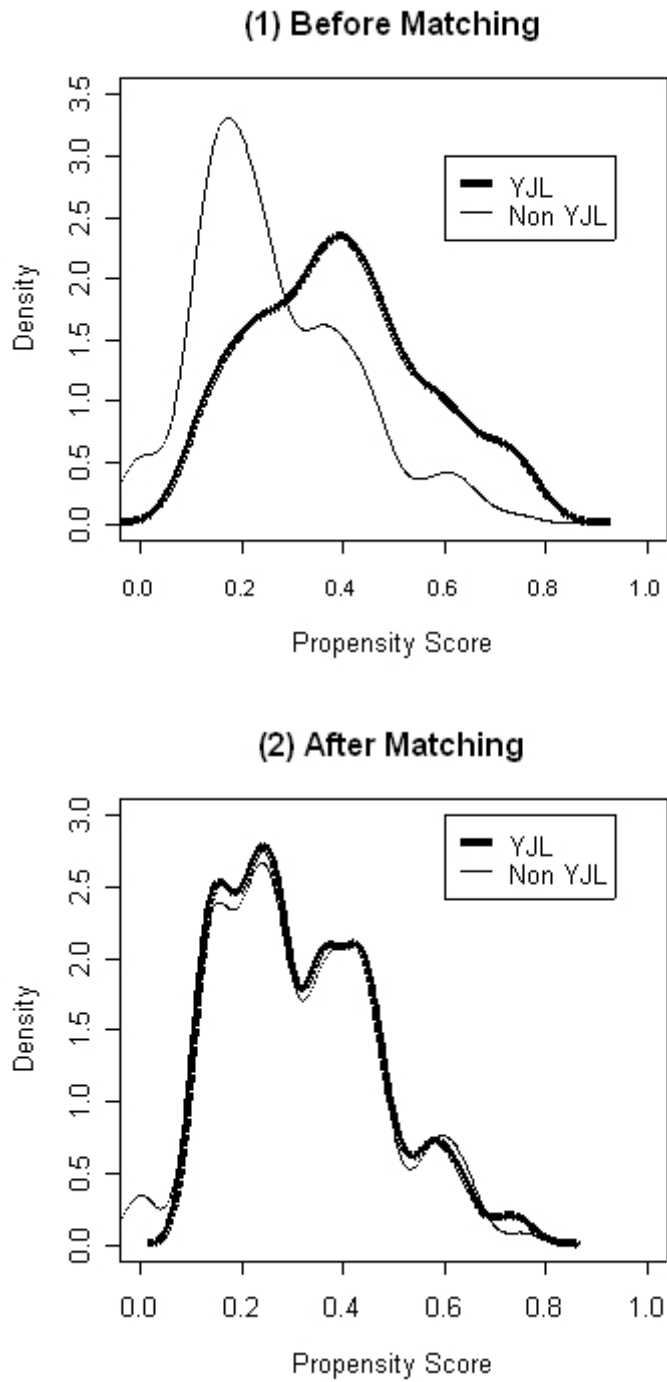 (1) Before Matching
3.5
3.0
2.5
2.0
1.5
1.0
0.5
0.0
Density
YJL
Non YJL
0.0 0.2 0.4 0.6 0.8 1.0
Propensity Score
(2) After Matching
3.0
2.5
2.0
1.5
1.0
0.5
0.0
Density
YJL
Non YJL
0.0 0.2 0.4 0.6 0.8 1.0
Propensity Score